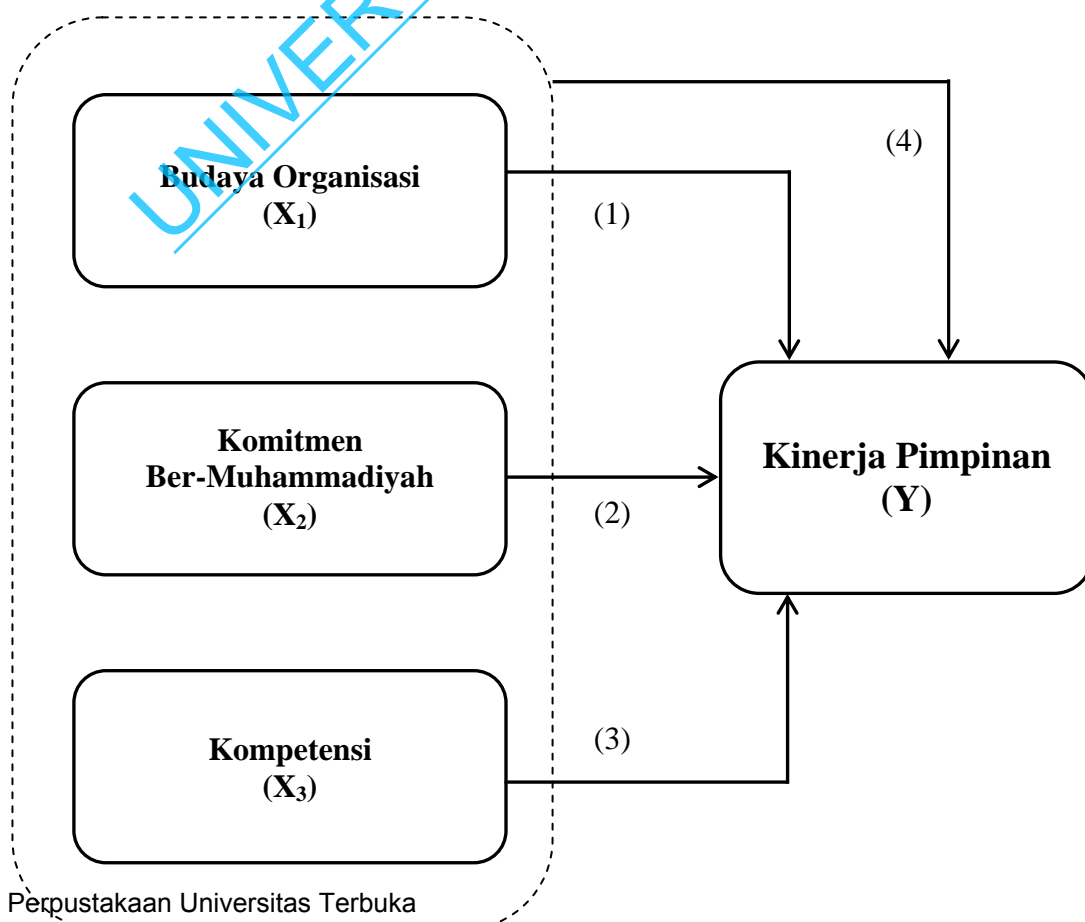 UNIVER
(4)
Budaya Organisasi
(X₁)
(1)
Komitmen
Ber-Muhammadiyah
(X₂)
(2)
Kinerja Pimpinan
(Y)
Kompetensi
(X₃)
(3)
Perpustakaan Universitas Terbuka